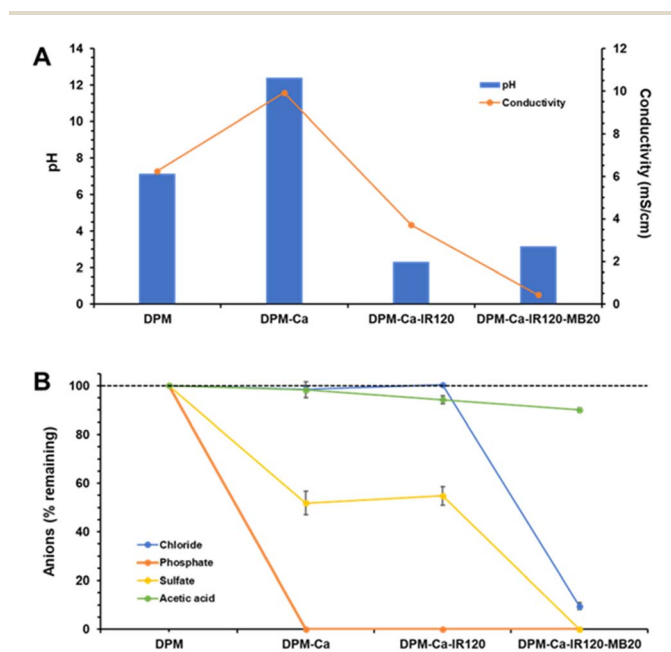 A
14
12
10
8
6
4
2
0
pH
12
10
8
6
4
2
0
Conductivity (mS/cm)
pH
Conductivity
DPM
DPM-Ca
DPM-Ca-IR120
DPM-Ca-IR120-MB20
B
100
80
60
40
20
0
Anions (% remaining)
Chloride
Phosphate
Sulfate
Acetic acid
DPM
DPM-Ca
DPM-Ca-IR120
DPM-Ca-IR120-MB20